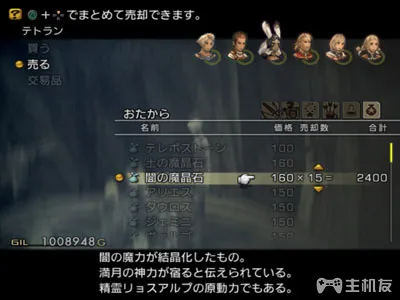 ?+✥でまとめて売却できます。
テトラン
買う
売る
交易品
おたから
名前 価格 売却数 合計
テレポストーン 100
土の魔晶石 160
闇の魔晶石 160×15= 2400
アリエス 150
タウロス 150
ジェミニ 150
150
GIL 1008948G
闇の魔力が結晶化したもの。
満月の神力が宿ると伝えられている。
精霊リョスアルプの原動力でもある。
主机友